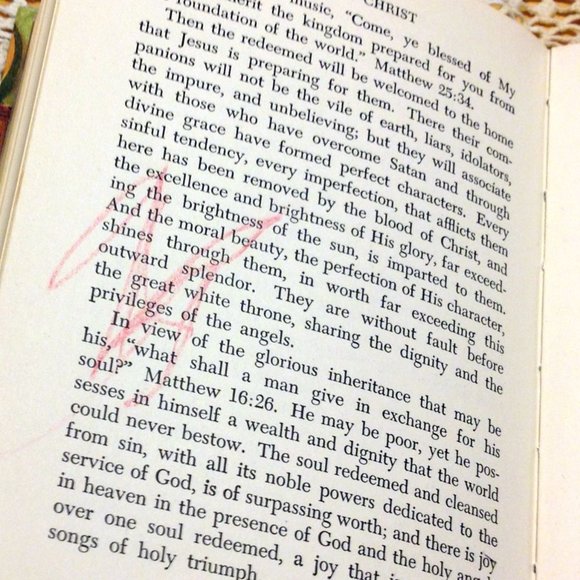 CHRIST
music, "Come, ye blessed of My
inherit the kingdom prepared for you from
foundation of the world." Matthew 25:34.
Then the redeemed will be welcomed to the home
that Jesus is preparing for them. There their com-
panions will not be the vile of earth, liars, idolators,
the impure, and unbelieving; but they will associate
with those who have overcome Satan and through
divine grace have formed perfect characters. Every
sinful tendency, every imperfection, that afflicts them
here has been removed by the blood of Christ, and
the excellence and brightness of His glory, far exceed-
ing the brightness of the sun, is imparted to them.
And the moral beauty, the perfection of His character,
shines through them, in worth far exceeding this
outward splendor. They are without fault before
the great white throne, sharing the dignity and the
privileges of the angels.
In view of the glorious inheritance that may be
his, "what shall a man give in exchange for his
soul?" Matthew 16:26. He may be poor, yet he pos-
sesses in himself a wealth and dignity that the world
could never bestow. The soul redeemed and cleansed
from sin, with all its noble powers dedicated to the
service of God, is of surpassing worth; and there is joy
in heaven in the presence of God and the holy
over one soul redeemed, a joy that
songs of holy triumph